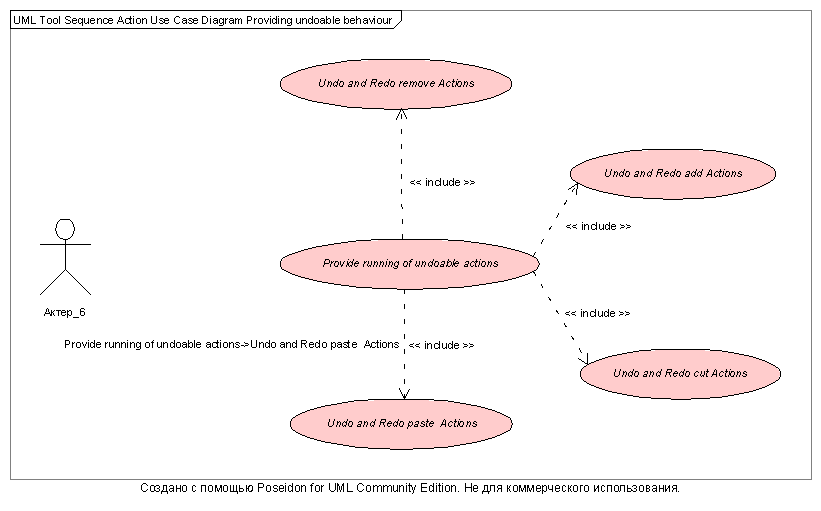 UML Tool Sequence Action Use Case Diagram Providing undoable behaviour
Undo and Redo remove Actions
<< include >>
Undo and Redo add Actions
<< include >>
Provide running of undoable actions
Актер_6
<< include >>
Provide running of undoable actions->Undo and Redo paste  Actions
<< include >>
Undo and Redo cut Actions
Undo and Redo paste  Actions
Создано с помощью Poseidon for UML Community Edition. Не для коммерческого использования.